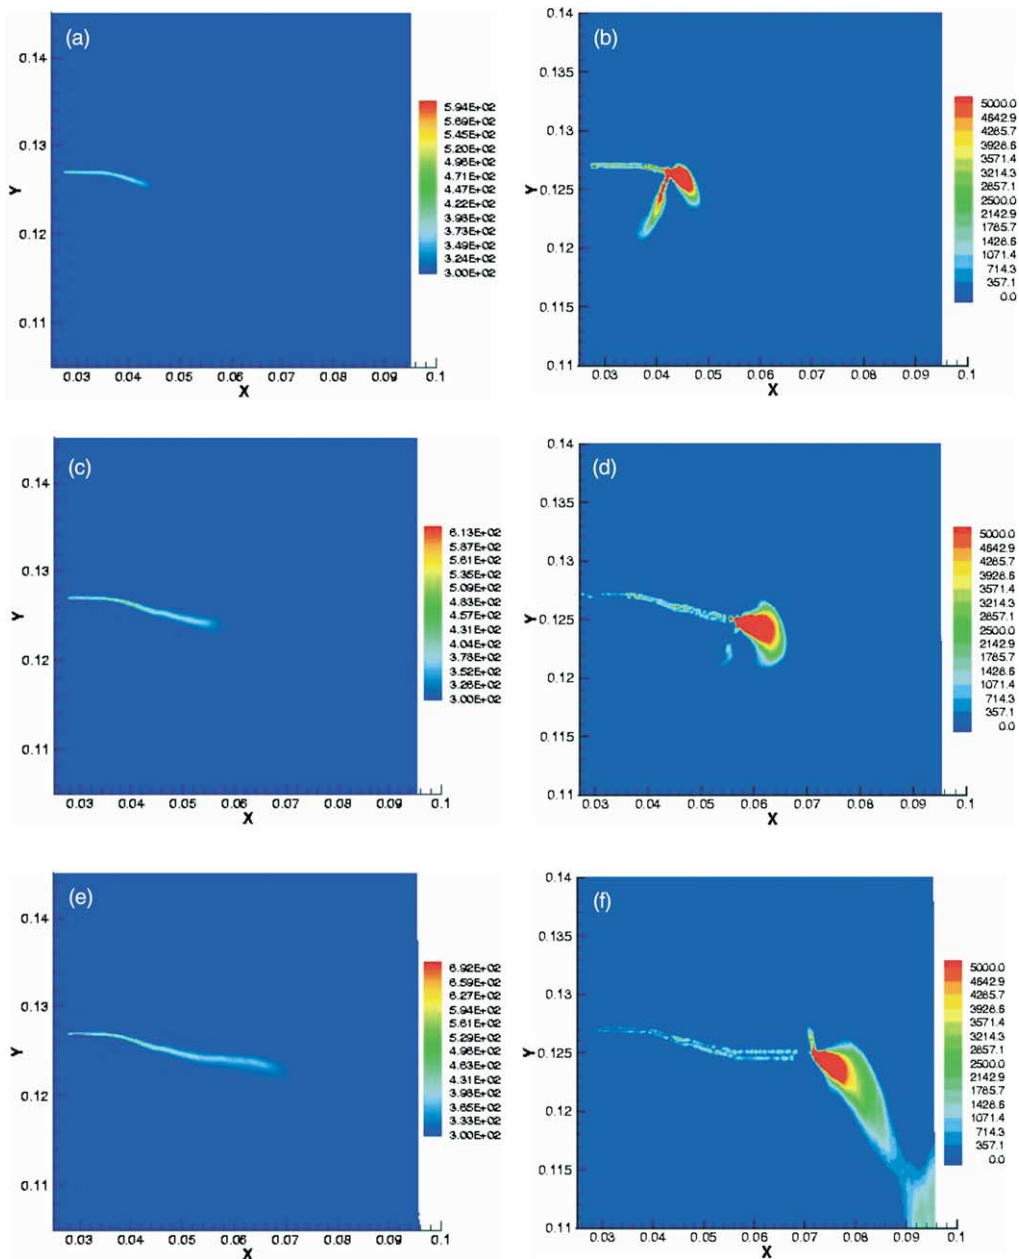 (a)
0.14
0.13
0.12
0.11
Y
0.03 0.04 0.05 0.06 0.07 0.08 0.09 0.1
X
5.94E+02
5.69E+02
5.45E+02
5.20E+02
4.96E+02
4.71E+02
4.47E+02
4.22E+02
3.98E+02
3.73E+02
3.49E+02
3.24E+02
3.00E+02
(b)
0.14
0.135
0.13
0.125
0.12
0.115
0.11
Y
0.03 0.04 0.05 0.06 0.07 0.08 0.09 0.1
X
5000.0
4642.9
4285.7
3928.6
3571.4
3214.3
2857.1
2500.0
2142.9
1785.7
1428.6
1071.4
714.3
357.1
0.0
(c)
0.14
0.13
0.12
0.11
Y
0.03 0.04 0.05 0.06 0.07 0.08 0.09 0.1
X
6.13E+02
5.87E+02
5.61E+02
5.35E+02
5.09E+02
4.83E+02
4.57E+02
4.31E+02
4.04E+02
3.78E+02
3.52E+02
3.26E+02
3.00E+02
(d)
0.14
0.135
0.13
0.125
0.12
0.115
0.11
Y
0.03 0.04 0.05 0.06 0.07 0.08 0.09 0.1
X
5000.0
4642.9
4285.7
3928.6
3571.4
3214.3
2857.1
2500.0
2142.9
1785.7
1428.6
1071.4
714.3
357.1
0.0
(e)
0.14
0.13
0.12
0.11
Y
0.03 0.04 0.05 0.06 0.07 0.08 0.09 0.1
X
6.92E+02
6.59E+02
6.27E+02
5.94E+02
5.61E+02
5.29E+02
4.96E+02
4.63E+02
4.31E+02
3.98E+02
3.65E+02
3.33E+02
3.00E+02
(f)
0.14
0.135
0.13
0.125
0.12
0.115
0.11
Y
0.03 0.04 0.05 0.06 0.07 0.08 0.09 0.1
X
5000.0
4642.9
4285.7
3928.6
3571.4
3214.3
2857.1
2500.0
2142.9
1785.7
1428.6
1071.4
714.3
357.1
0.0